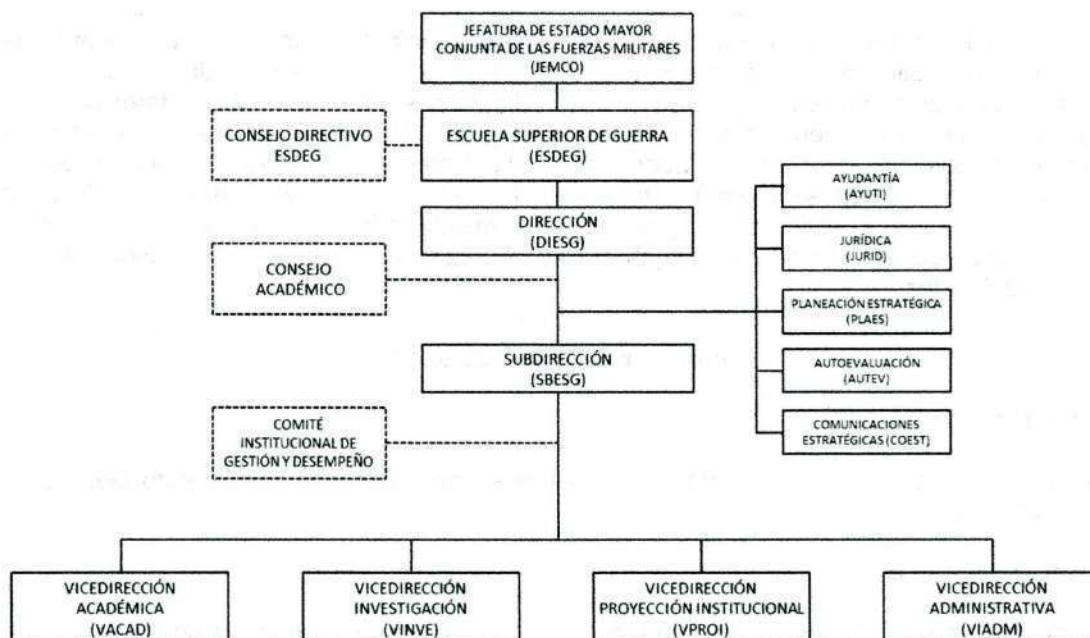 JEFATURA DE ESTADO MAYOR
CONJUNTA DE LAS FUERZAS MILITARES
(JEMCO)
CONSEJO DIRECTIVO
ESDEG
ESCUELA SUPERIOR DE GUERRA
(ESDEG)
DIRECCIÓN
(DIESG)
CONSEJO
ACADÉMICO
AYUDANTÍA
(AYUTI)
JURÍDICA
(JURID)
PLANEACIÓN ESTRATÉGICA
(PLAES)
AUTOEVALUACIÓN
(AUTEV)
COMUNICACIONES
ESTRATÉGICAS (COEST)
SUBDIRECCIÓN
(SBESG)
COMITÉ
INSTITUCIONAL DE
GESTIÓN Y DESEMPEÑO
VICEDIRECCIÓN
ACADÉMICA
(VACAD)
VICEDIRECCIÓN
INVESTIGACIÓN
(VINVE)
VICEDIRECCIÓN
PROYECCIÓN INSTITUCIONAL
(VPROI)
VICEDIRECCIÓN
ADMINISTRATIVA
(VIADM)